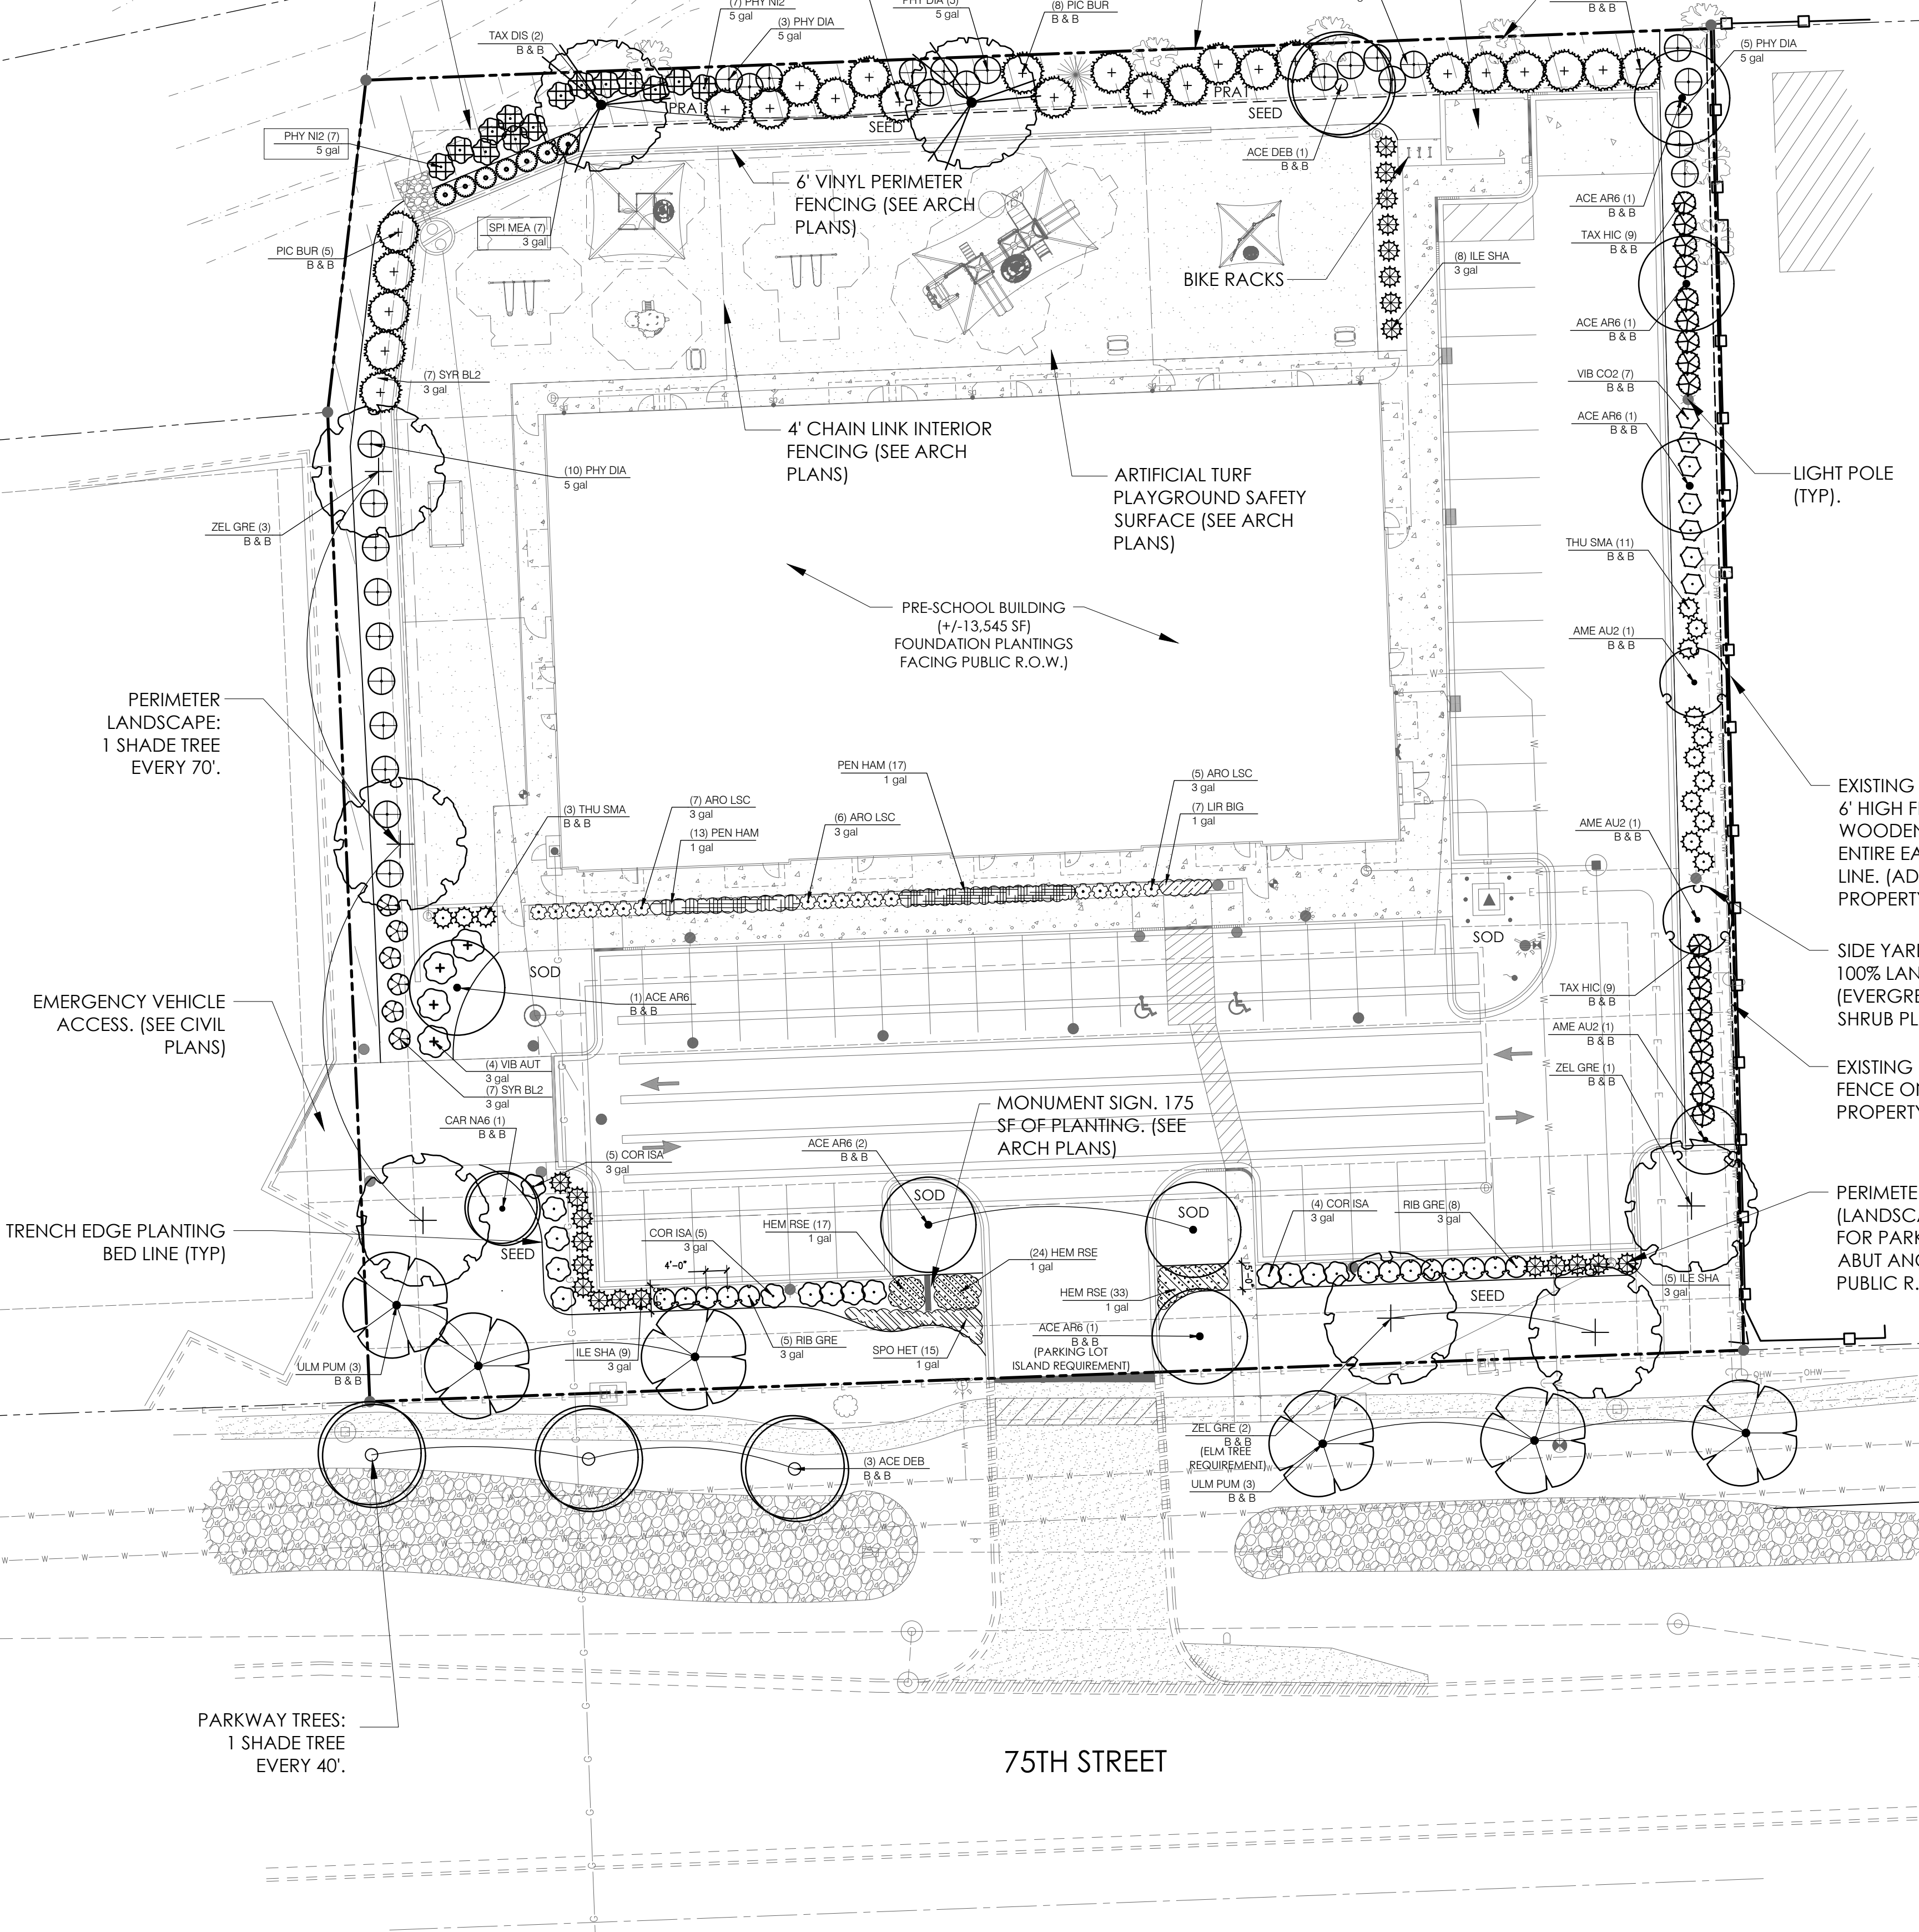 (7) PHY NI2
5 gal
TAX DIS (2)
B & B
(3) PHY DIA
5 gal
PHY DIA (5)
5 gal
(8) PIC BUR
B & B
B & B
(5) PHY DIA
5 gal
PRAI
SEED
PRAI
SEED
PHY NI2 (7)
5 gal
ACE DEB (1)
B & B
6' VINYL PERIMETER
FENCING (SEE ARCH
PLANS)
SPI MEA (7)
3 gal
PIC BUR (5)
B & B
ACE AR6 (1)
B & B
TAX HIC (9)
B & B
(8) ILE SHA
3 gal
BIKE RACKS
ACE AR6 (1)
B & B
(7) SYR BL2
3 gal
VIB CO2 (7)
B & B
ACE AR6 (1)
B & B
4' CHAIN LINK INTERIOR
FENCING (SEE ARCH
PLANS)
(10) PHY DIA
5 gal
ARTIFICIAL TURF
PLAYGROUND SAFETY
SURFACE (SEE ARCH
PLANS)
LIGHT POLE
(TYP).
ZEL GRE (3)
B & B
THU SMA (11)
B & B
PRE-SCHOOL BUILDING
(+/-13,545 SF)
FOUNDATION PLANTINGS
FACING PUBLIC R.O.W.)
AME AU2 (1)
B & B
PERIMETER
LANDSCAPE:
1 SHADE TREE
EVERY 70'.
PEN HAM (17)
1 gal
(5) ARO LSC
3 gal
(7) LIR BIG
1 gal
(7) ARO LSC
3 gal
(13) PEN HAM
1 gal
(3) THU SMA
B & B
(6) ARO LSC
3 gal
AME AU2 (1)
B & B
EXISTING
6' HIGH F
WOODEN
ENTIRE EA
LINE. (AD
PROPERTY
SOD
SOD
SIDE YAR
100% LAN
(EVERGRE
SHRUB PL
EMERGENCY VEHICLE
ACCESS. (SEE CIVIL
PLANS)
(1) ACE AR6
B & B
TAX HIC (9)
B & B
AME AU2 (1)
B & B
(4) VIB AUT
3 gal
(7) SYR BL2
3 gal
ZEL GRE (1)
B & B
EXISTING
FENCE ON
PROPERTY
CAR NA6 (1)
B & B
MONUMENT SIGN. 175
SF OF PLANTING. (SEE
ARCH PLANS)
ACE AR6 (2)
B & B
(5) COR ISA
3 gal
SOD
SOD
TRENCH EDGE PLANTING
BED LINE (TYP)
SEED
COR ISA (5)
3 gal
4'-0"
HEM RSE (17)
1 gal
(24) HEM RSE
1 gal
(4) COR ISA
3 gal
RIB GRE (8)
3 gal
PERIMETE
(LANDSCA
FOR PARK
ABUT ANO
PUBLIC R.
5'-0"
(5) ILE SHA
3 gal
SEED
HEM RSE (33)
1 gal
ACE AR6 (1)
B & B
(PARKING LOT
ISLAND REQUIREMENT)
(5) RIB GRE
3 gal
SPO HET (15)
1 gal
ILE SHA (9)
3 gal
ULM PUM (3)
B & B
ZEL GRE (2)
B & B
(ELM TREE
REQUIREMENT)
ULM PUM (3)
B & B
(3) ACE DEB
B & B
PARKWAY TREES:
1 SHADE TREE
EVERY 40'.
75TH STREET